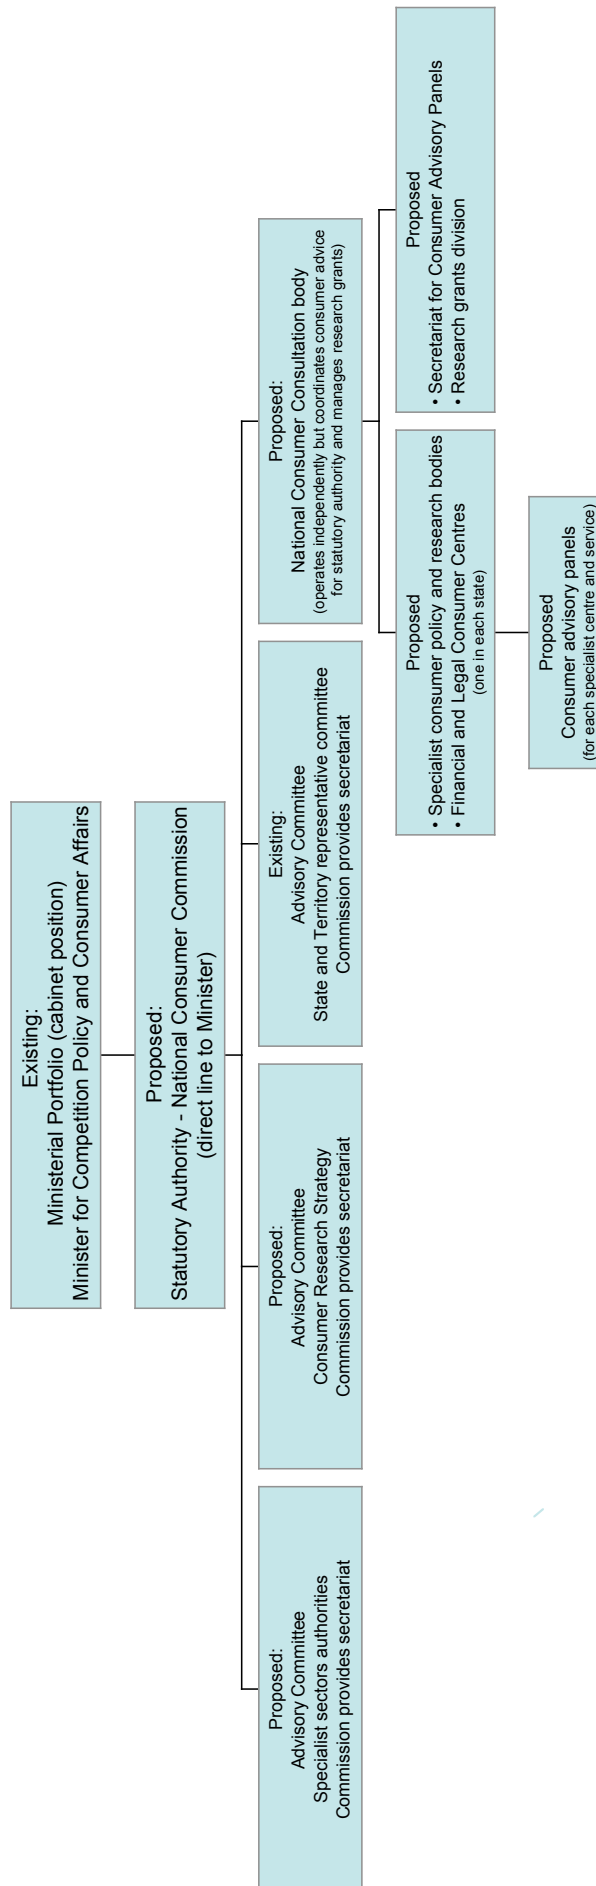 Existing:
Ministerial Portfolio (cabinet position)
Minister for Competition Policy and Consumer Affairs
Proposed:
Statutory Authority - National Consumer Commission
(direct line to Minister)
Proposed:
Advisory Committee
Specialist sectors authorities
Commission provides secretariat
Proposed:
Advisory Committee
Consumer Research Strategy
Commission provides secretariat
Existing:
Advisory Committee
State and Territory representative committee
Commission provides secretariat
Proposed:
National Consumer Consultation body
(operates independently but coordinates consumer advice
for statutory authority and manages research grants)
Proposed
• Specialist consumer policy and research bodies
• Financial and Legal Consumer Centres
(one in each state)
Proposed
• Secretariat for Consumer Advisory Panels
• Research grants division
Proposed
Consumer advisory panels
(for each specialist centre and service)